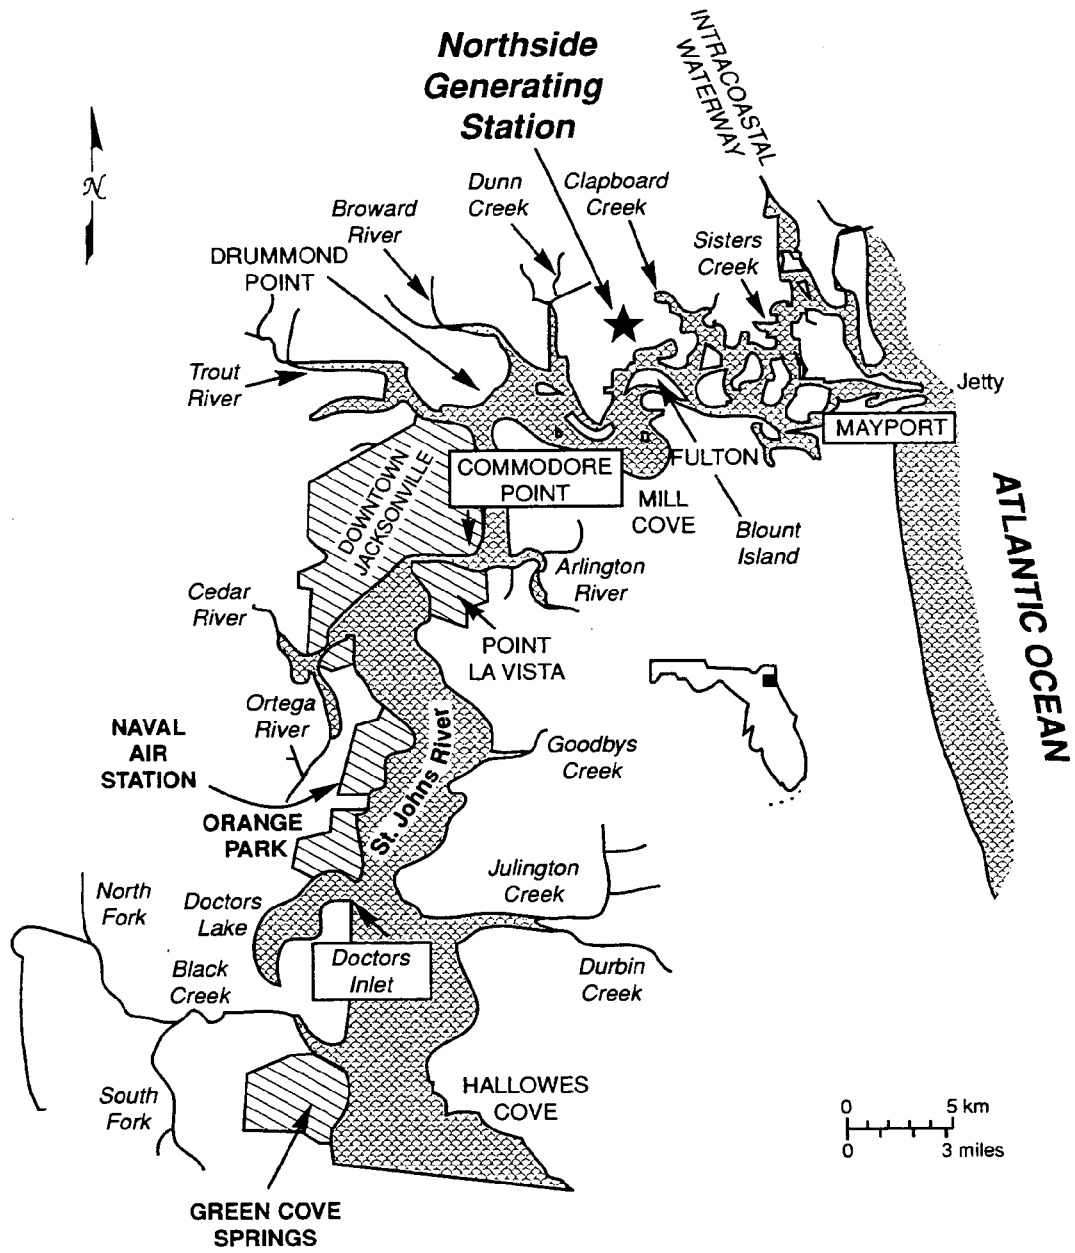 Northside
Generating
Station
INTRACOASTAL
WATERWAY
N
Dunn
Creek
Clapboard
Creek
Broward
River
Sisters
Creek
DRUMMOND
POINT
Trout
River
Jetty
MAYPORT
COMMODORE
POINT
FULTON
MILL
COVE
Blount
Island
DOWNTOWN
JACKSONVILLE
ATLANTIC OCEAN
Arlington
River
Cedar
River
POINT
LA VISTA
Ortega
River
NAVAL
AIR
STATION
St. Johns River
Goodbys
Creek
ORANGE
PARK
Julington
Creek
North
Fork
Doctors
Lake
Doctors
Inlet
Durbin
Creek
Black
Creek
South
Fork
HALLOWES
COVE
0 5 km
0 3 miles
GREEN COVE
SPRINGS